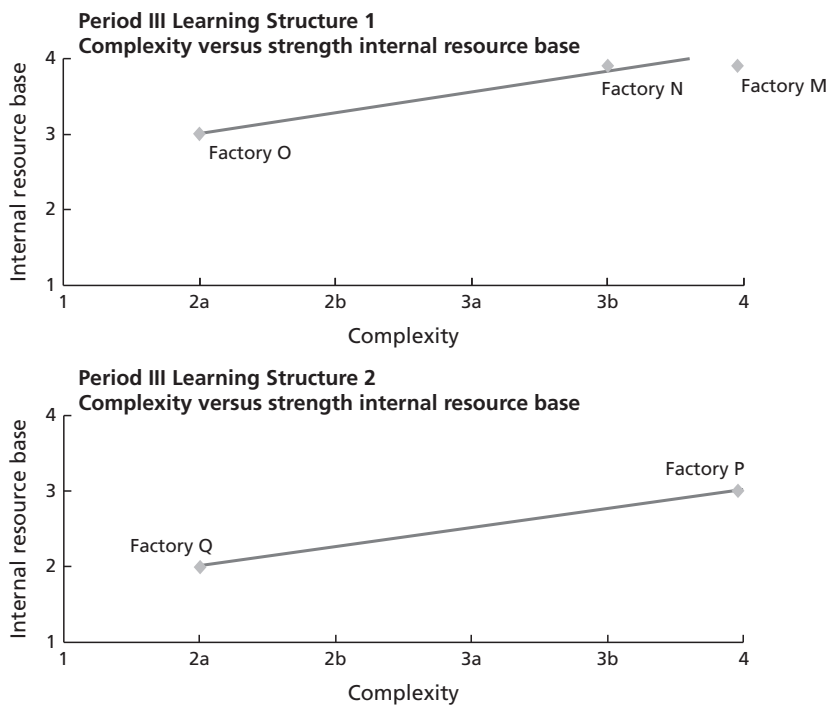 Period III Learning Structure 1
Complexity versus strength internal resource base
Internal resource base
4
3
2
1
Factory N
Factory M
Factory O
1 2a 2b 3a 3b 4
Complexity
Period III Learning Structure 2
Complexity versus strength internal resource base
Internal resource base
4
3
2
1
Factory P
Factory Q
1 2a 2b 3a 3b 4
Complexity